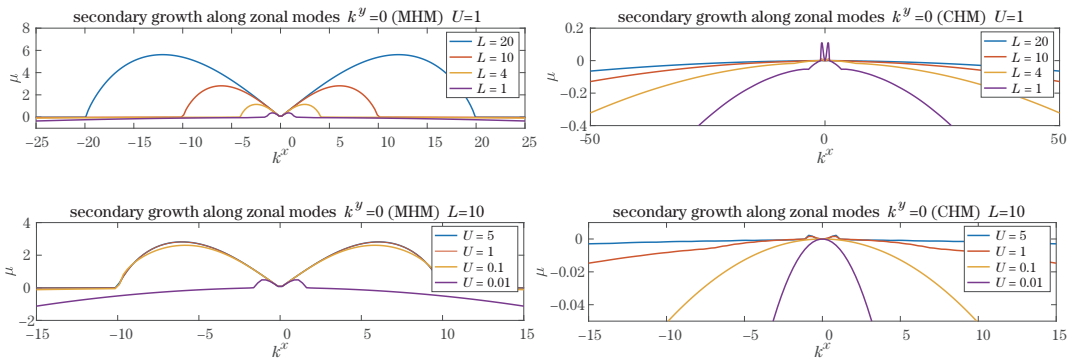 secondary growth along zonal modes k^y=0 (MHM) U=1
8
6
4
2
0
μ
L = 20
L = 10
L = 4
L = 1
−25 −20 −15 −10 −5 0 5 10 15 20 25
k^x
secondary growth along zonal modes k^y=0 (CHM) U=1
0
-0.2
-0.4
μ
L = 20
L = 10
L = 4
L = 1
-50 0 50
k^x
secondary growth along zonal modes k^y=0 (MHM) L=10
4
2
0
−2
μ
U = 5
U = 1
U = 0.1
U = 0.01
−15 −10 −5 0 5 10 15
k^x
secondary growth along zonal modes k^y=0 (CHM) L=10
0
-0.02
-0.04
μ
U = 5
U = 1
U = 0.1
U = 0.01
−15 −10 −5 0 5 10 15
k^x